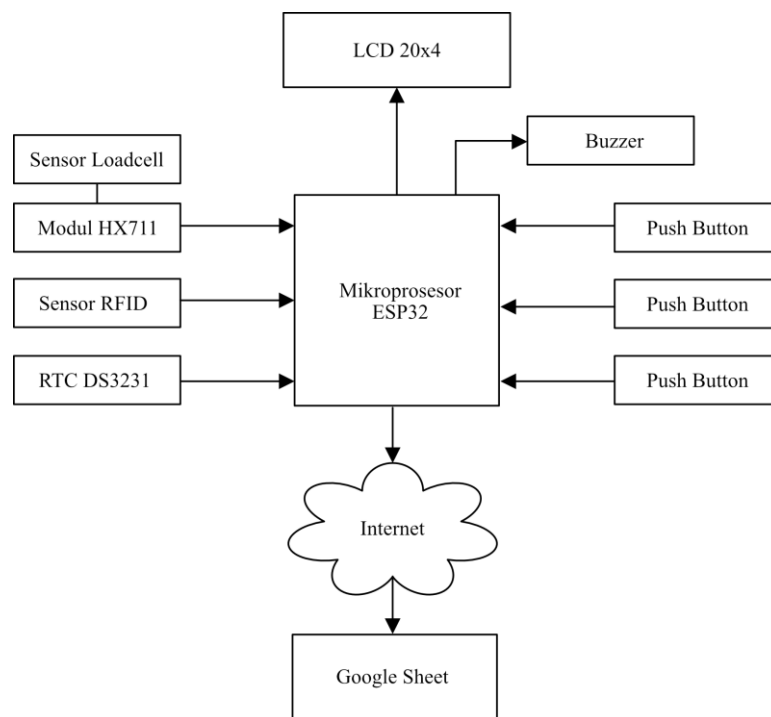 LCD 20x4
Buzzer
Sensor Loadcell
Modul HX711
Sensor RFID
RTC DS3231
Mikroprosesor
ESP32
Push Button
Push Button
Push Button
Internet
Google Sheet